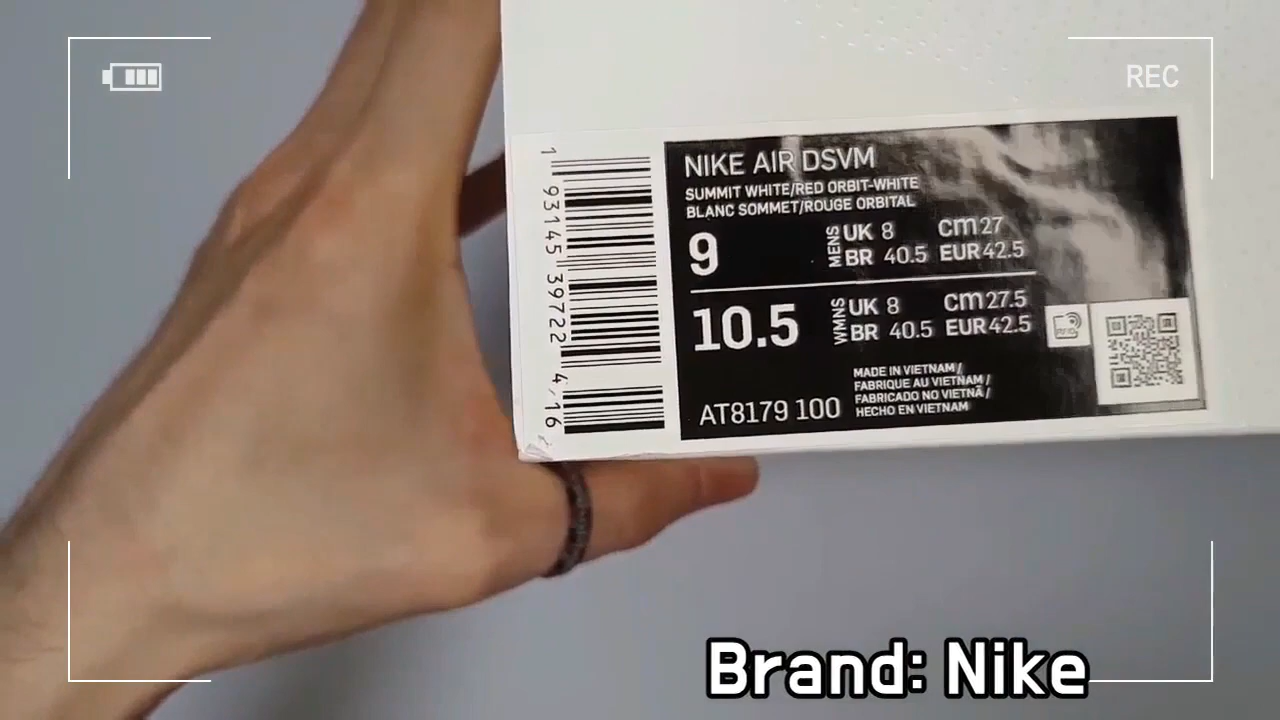 REC
NIKE AIR DSVM
SUMMIT WHITE/RED ORBIT-WHITE
BLANC SOMMET/ROUGE ORBITAL
9 MENS UK 8 cm 27
BR 40.5 EUR 42.5
10.5 WMNS UK 8 cm 27.5
BR 40.5 EUR 42.5
MADE IN VIETNAM /
FABRIQUE AU VIETNAM /
FABRICADO NO VIETNÃ /
HECHO EN VIETNAM
AT8179 100
1 93145 39722 4 16
RFID
Brand: Nike